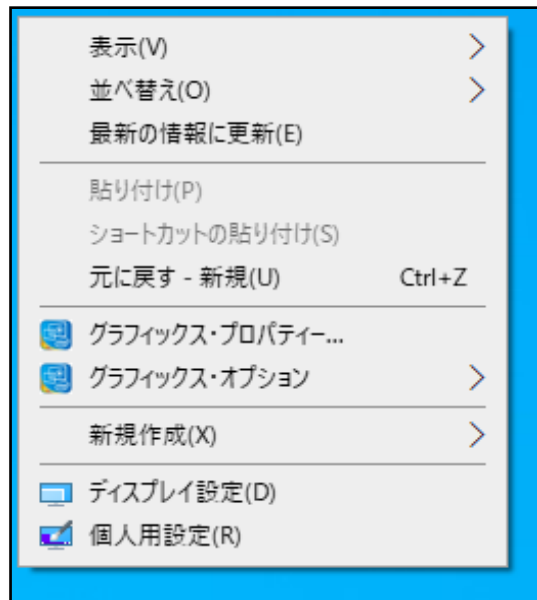 表示(V)
並べ替え(O)
最新の情報に更新(E)
貼り付け(P)
ショートカットの貼り付け(S)
元に戻す - 新規(U) Ctrl+Z
グラフィックス・プロパティー...
グラフィックス・オプション
新規作成(X)
ディスプレイ設定(D)
個人用設定(R)